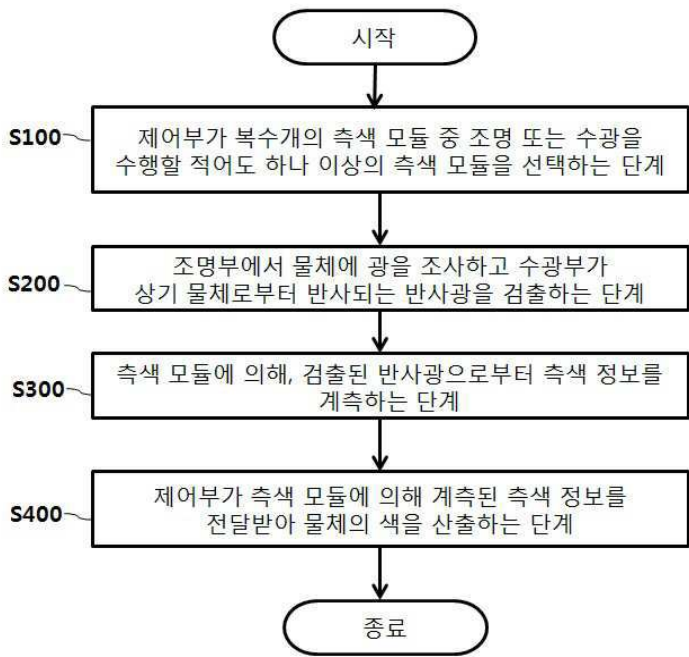 시작
S100
제어부가 복수개의 측색 모듈 중 조명 또는 수광을
수행할 적어도 하나 이상의 측색 모듈을 선택하는 단계
S200
조명부에서 물체에 광을 조사하고 수광부가
상기 물체로부터 반사되는 반사광을 검출하는 단계
S300
측색 모듈에 의해, 검출된 반사광으로부터 측색 정보를
계측하는 단계
S400
제어부가 측색 모듈에 의해 계측된 측색 정보를
전달받아 물체의 색을 산출하는 단계
종료